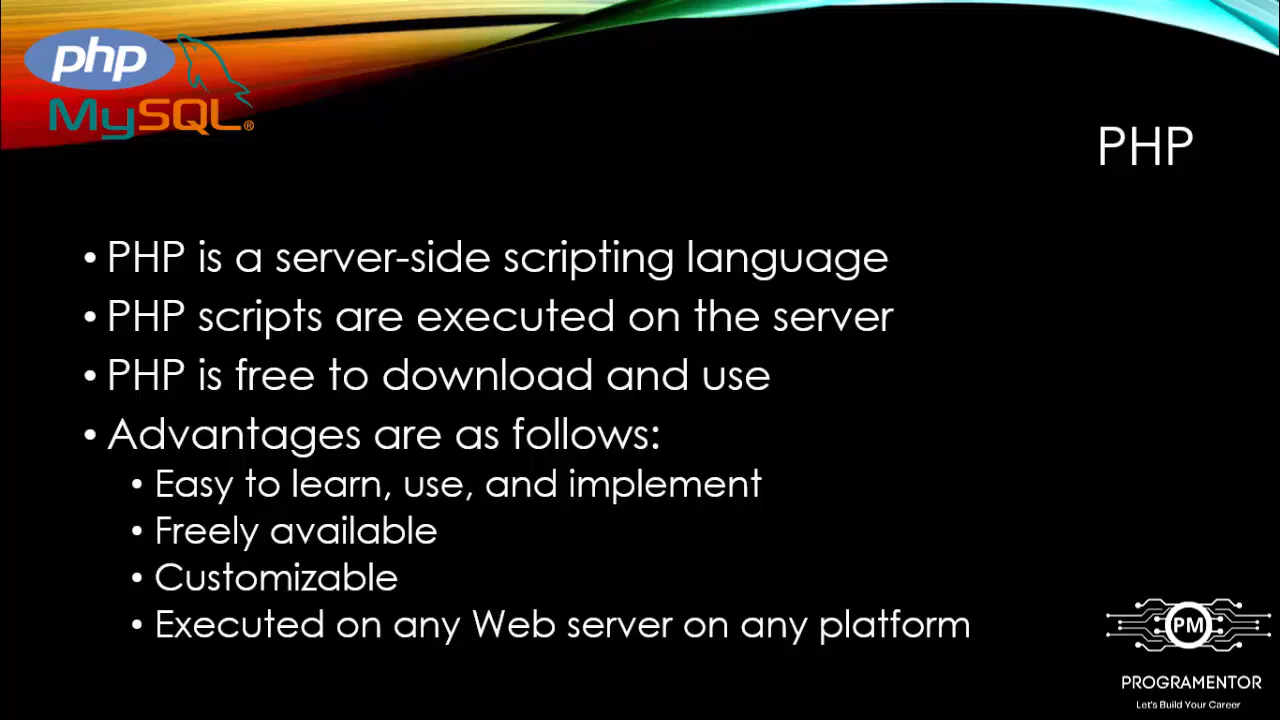 php
MySQL®
PHP
• PHP is a server-side scripting language
• PHP scripts are executed on the server
• PHP is free to download and use
• Advantages are as follows:
• Easy to learn, use, and implement
• Freely available
• Customizable
• Executed on any Web server on any platform
PM
PROGRAMENTOR
Let's Build Your Career